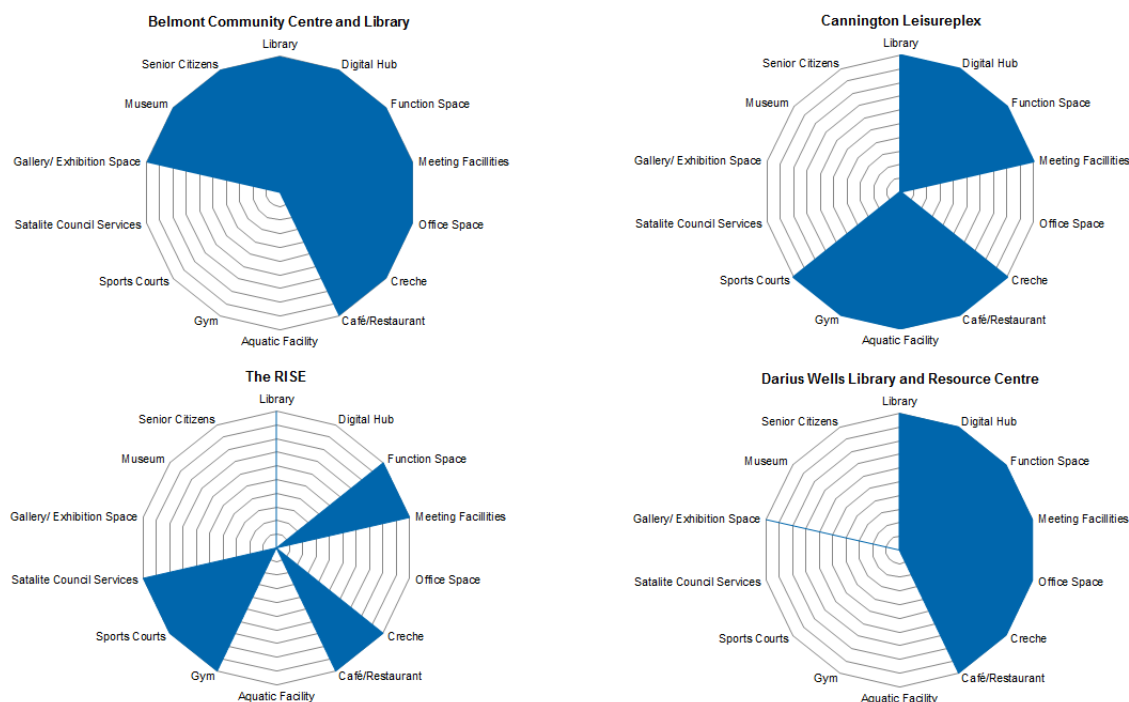 Belmont Community Centre and Library
Library
Digital Hub
Function Space
Meeting Facillities
Office Space
Creche
Café/Restaurant
Aquatic Facility
Gym
Sports Courts
Satalite Council Services
Gallery/ Exhibition Space
Museum
Senior Citizens
Cannington Leisureplex
Library
Digital Hub
Function Space
Meeting Facillities
Office Space
Creche
Café/Restaurant
Aquatic Facility
Gym
Sports Courts
Satalite Council Services
Gallery/ Exhibition Space
Museum
Senior Citizens
The RISE
Library
Digital Hub
Function Space
Meeting Facillities
Office Space
Creche
Café/Restaurant
Aquatic Facility
Gym
Sports Courts
Satalite Council Services
Gallery/ Exhibition Space
Museum
Senior Citizens
Darius Wells Library and Resource Centre
Library
Digital Hub
Function Space
Meeting Facillities
Office Space
Creche
Café/Restaurant
Aquatic Facility
Gym
Sports Courts
Satalite Council Services
Gallery/ Exhibition Space
Museum
Senior Citizens